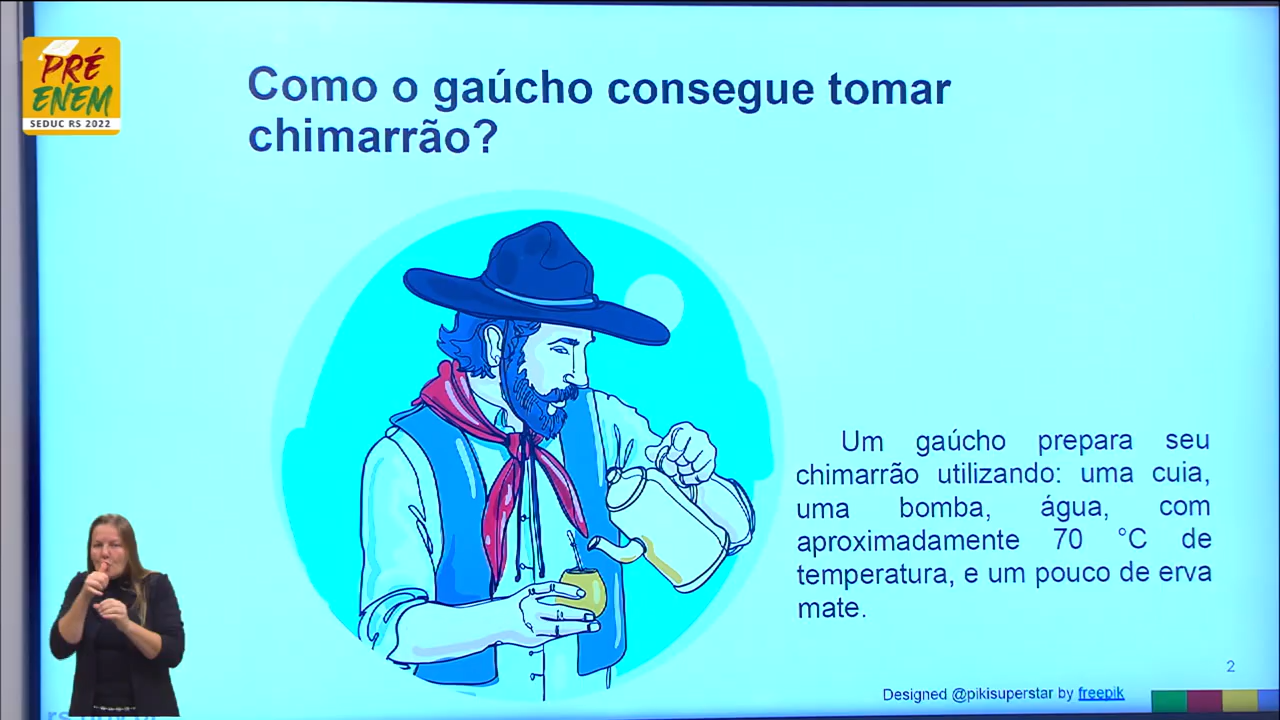 PRÉ
ENEM
SEDUC RS 2022
Como o gaúcho consegue tomar
chimarrão?
Um gaúcho prepara seu
chimarrão utilizando: uma cuia,
uma bomba, água, com
aproximadamente 70 °C de
temperatura, e um pouco de erva
mate.
2
Designed @pikisuperstar by freepik